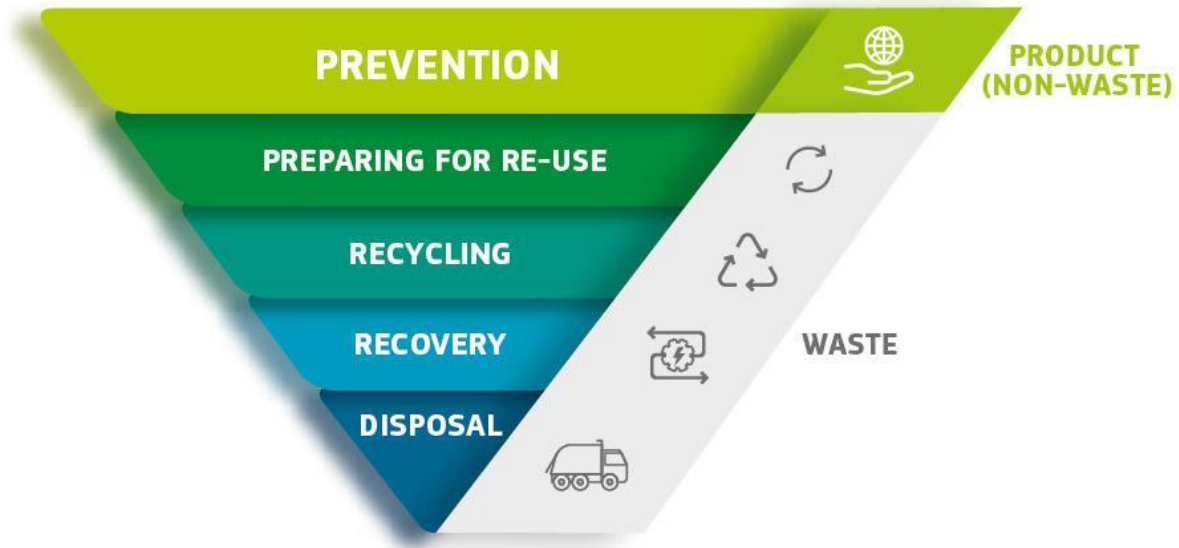 PREVENTION
PRODUCT
(NON-WASTE)
PREPARING FOR RE-USE
RECYCLING
RECOVERY
WASTE
DISPOSAL